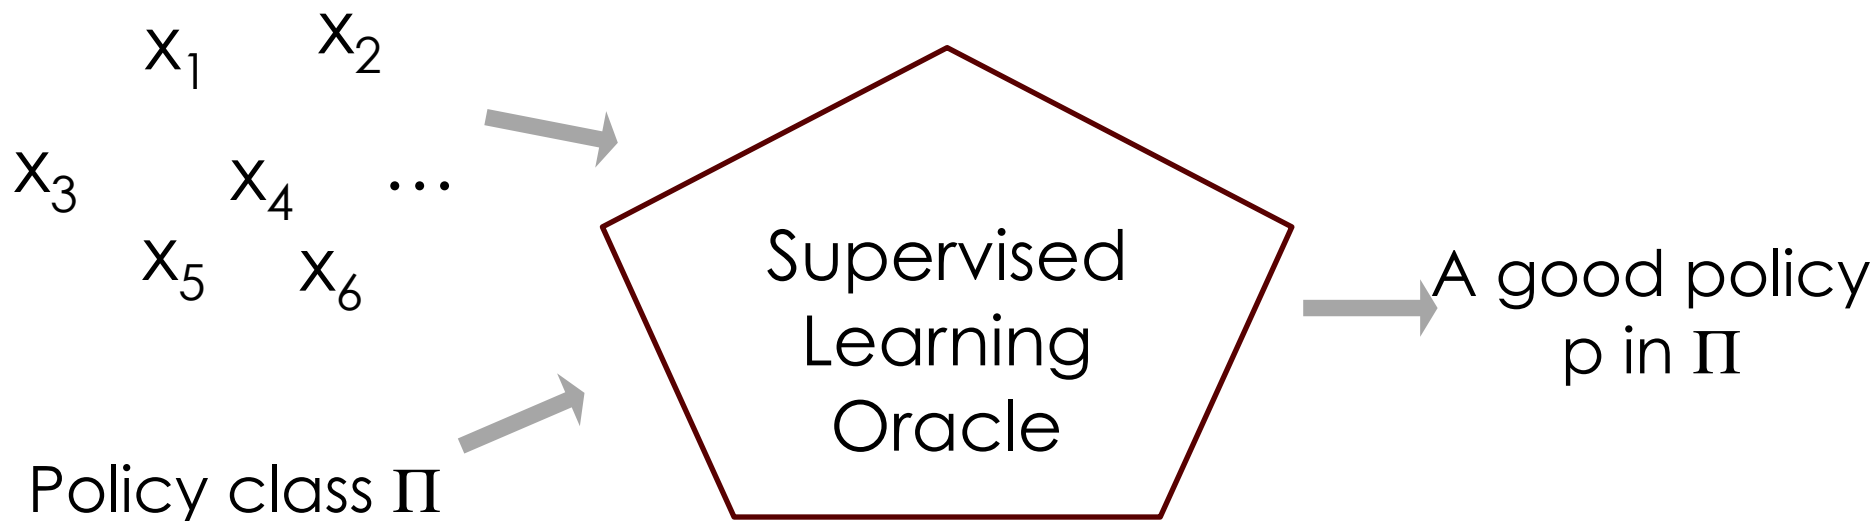 x₁ x₂
x₃ x₄ ...
x₅ x₆
Policy class Π
Supervised
Learning
Oracle
A good policy
p in Π